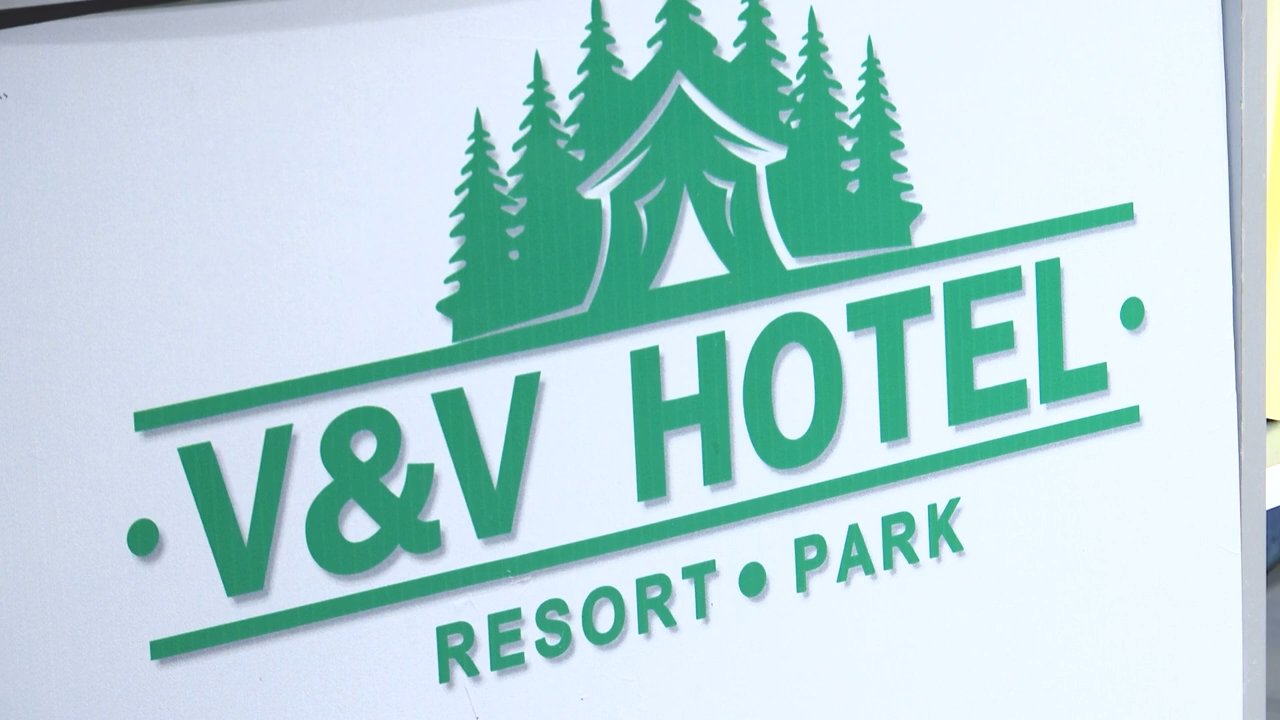 • V&V HOTEL •
RESORT • PARK